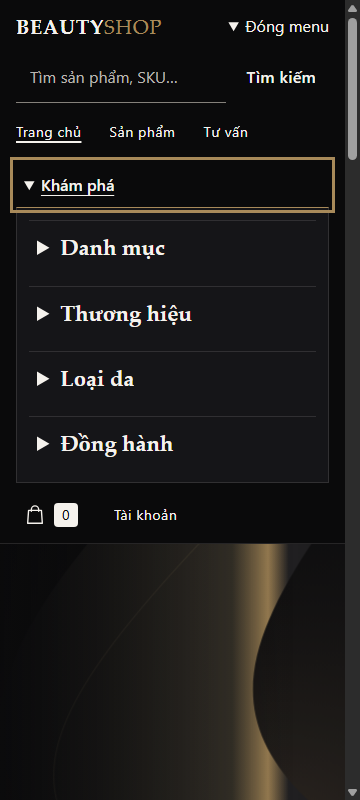 BEAUTYSHOP
▼ Đóng menu
Tìm sản phẩm, SKU...
Tìm kiếm
Trang chủ Sản phẩm Tư vấn
▼ Khám phá
▶ Danh mục
▶ Thương hiệu
▶ Loại da
▶ Đồng hành
0
Tài khoản